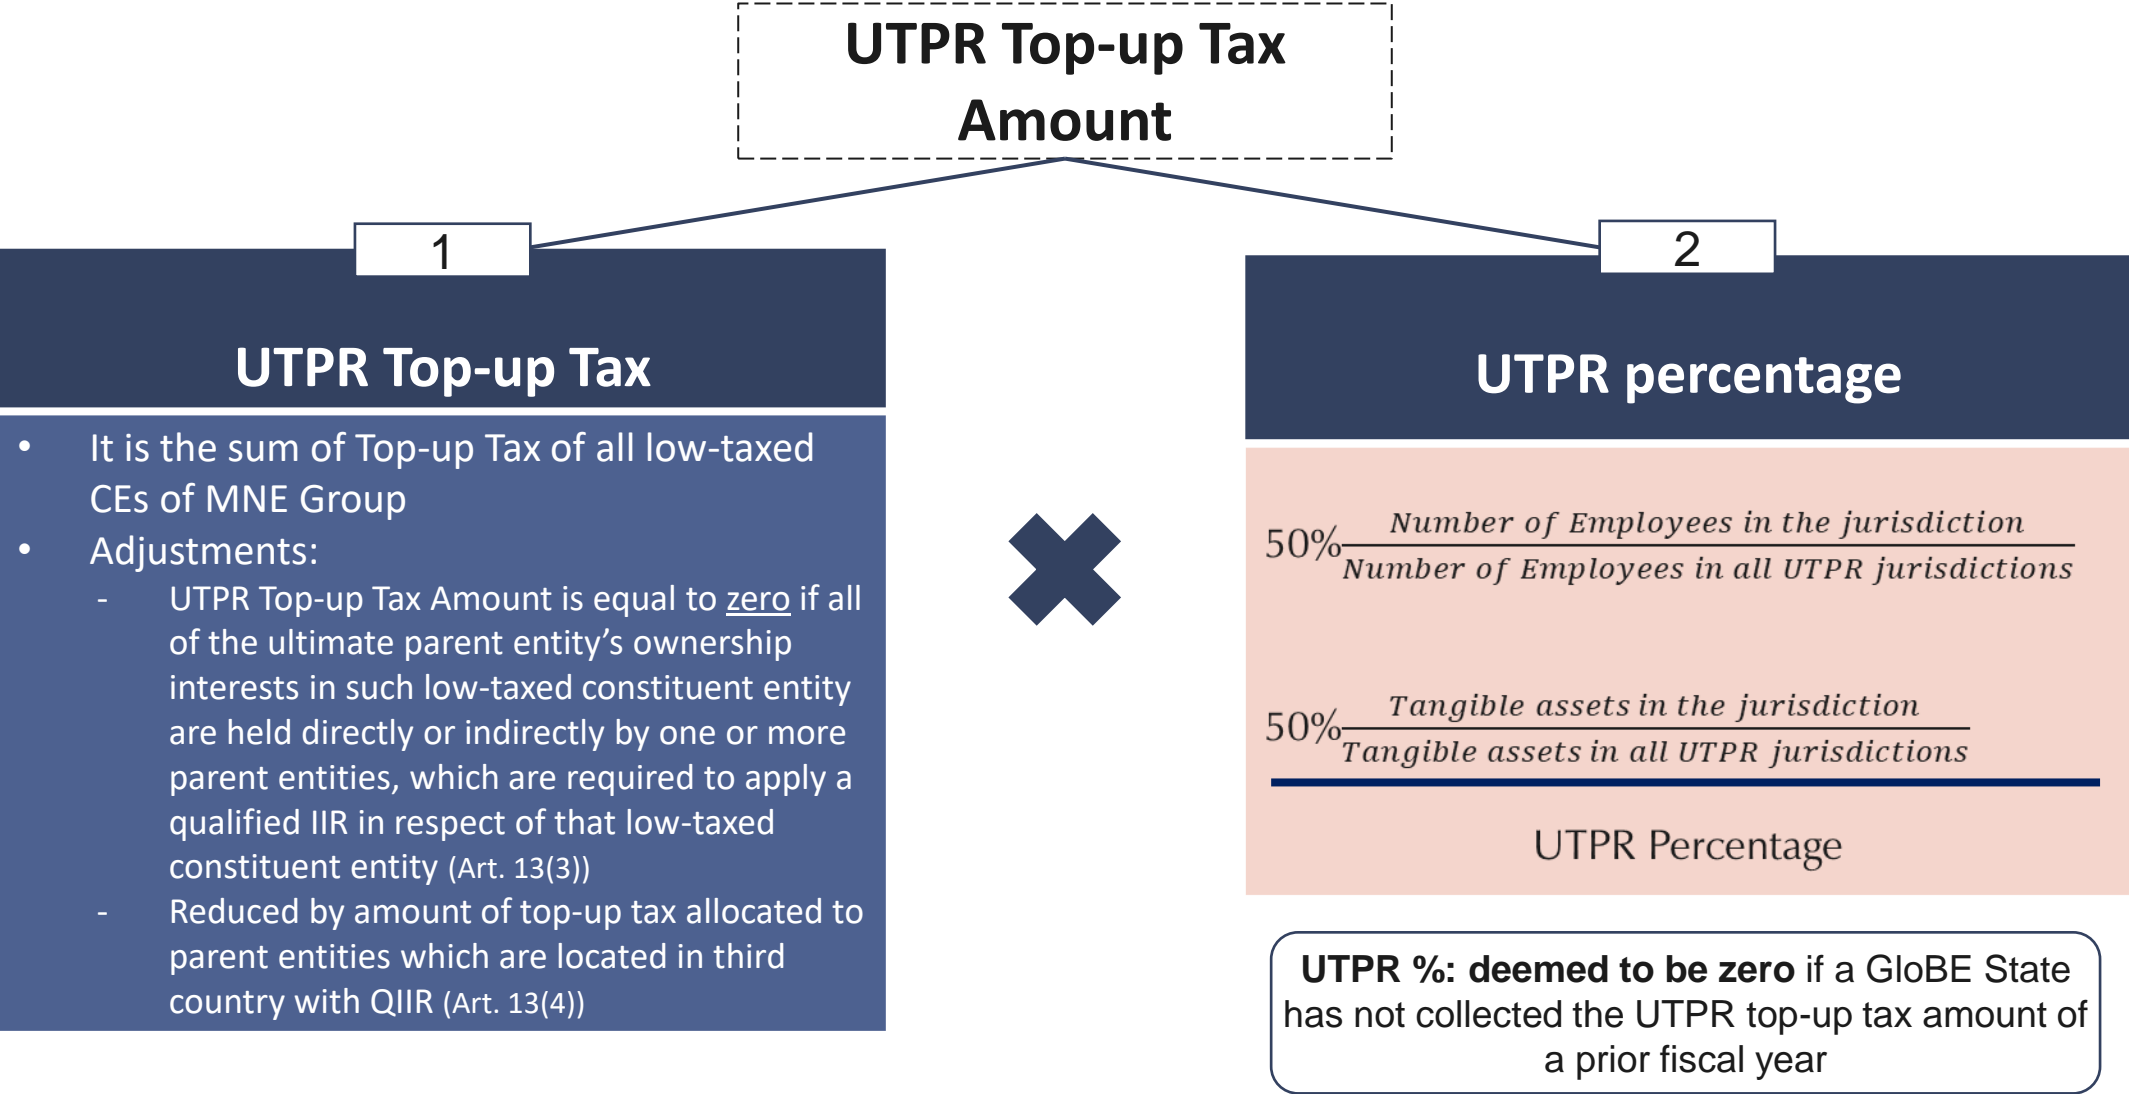 UTPR Top-up Tax
Amount
1
UTPR Top-up Tax
• It is the sum of Top-up Tax of all low-taxed
CEs of MNE Group
• Adjustments:
- UTPR Top-up Tax Amount is equal to zero if all
of the ultimate parent entity’s ownership
interests in such low-taxed constituent entity
are held directly or indirectly by one or more
parent entities, which are required to apply a
qualified IIR in respect of that low-taxed
constituent entity (Art. 13(3))
- Reduced by amount of top-up tax allocated to
parent entities which are located in third
country with QIIR (Art. 13(4))
2
UTPR percentage
Number of Employees in the jurisdiction
50%
Number of Employees in all UTPR jurisdictions
Tangible assets in the jurisdiction
50%
Tangible assets in all UTPR jurisdictions
UTPR Percentage
UTPR %: deemed to be zero if a GloBE State
has not collected the UTPR top-up tax amount of
a prior fiscal year